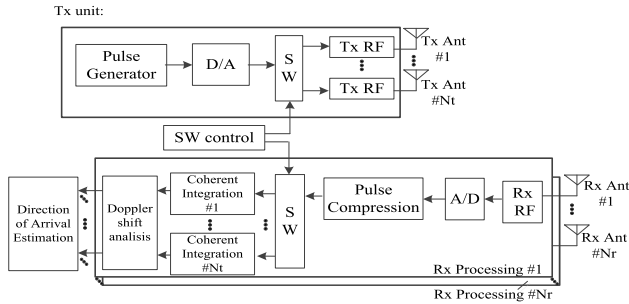 Tx unit:
Pulse
Generator
D/A
S
W
Tx RF
Tx RF
Tx Ant
#1
Tx Ant
#Nt
SW control
Direction
of Arrival
Estimation
Doppler
shift
analisis
Coherent
Integration
#1
Coherent
Integration
#Nt
S
W
Pulse
Compression
A/D
Rx
RF
Rx Ant
#1
Rx Ant
#Nr
Rx Processing #1
Rx Processing #Nr